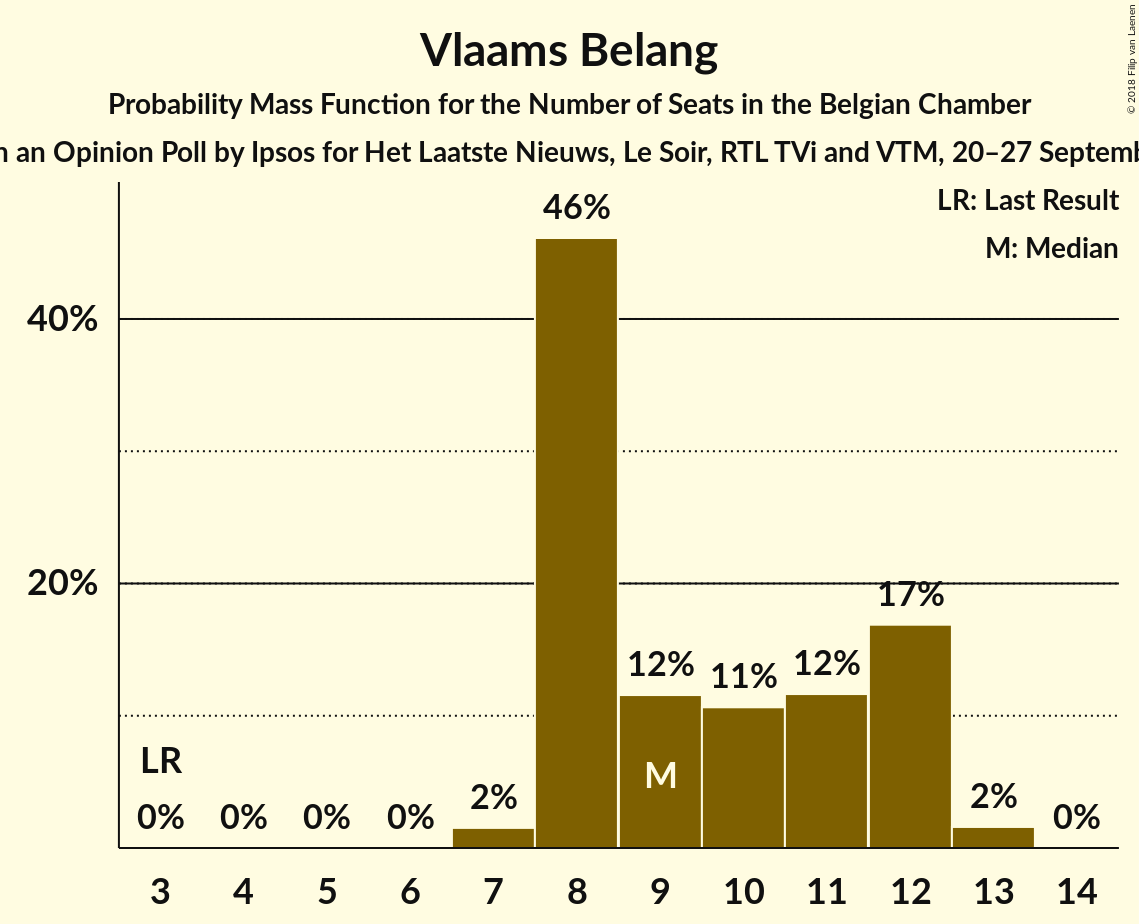 Vlaams Belang
Probability Mass Function for the Number of Seats in the Belgian Chamber
an Opinion Poll by Ipsos for Het Laatste Nieuws, Le Soir, RTL TVi and VTM, 20–27
© 2018 Filip van Laenen
LR: Last Result
M: Median
46%
40%
20%
17%
12% 11% 12%
LR
M
0% 0% 0% 0% 2% 2% 0%
3 4 5 6 7 8 9 10 11 12 13 14